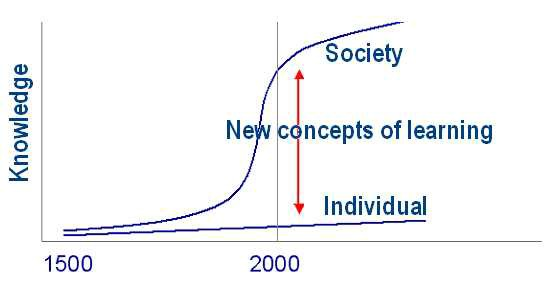 Society
Knowledge
New concepts of learning
Individual
1500
2000